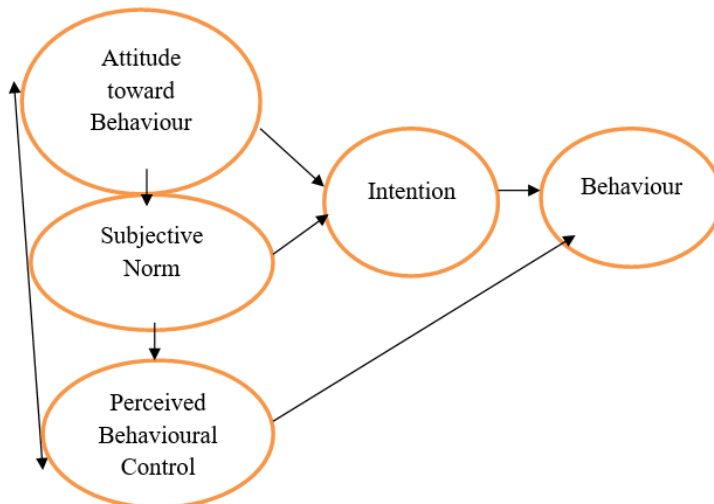 Attitude
toward
Behaviour
Subjective
Norm
Perceived
Behavioural
Control
Intention
Behaviour